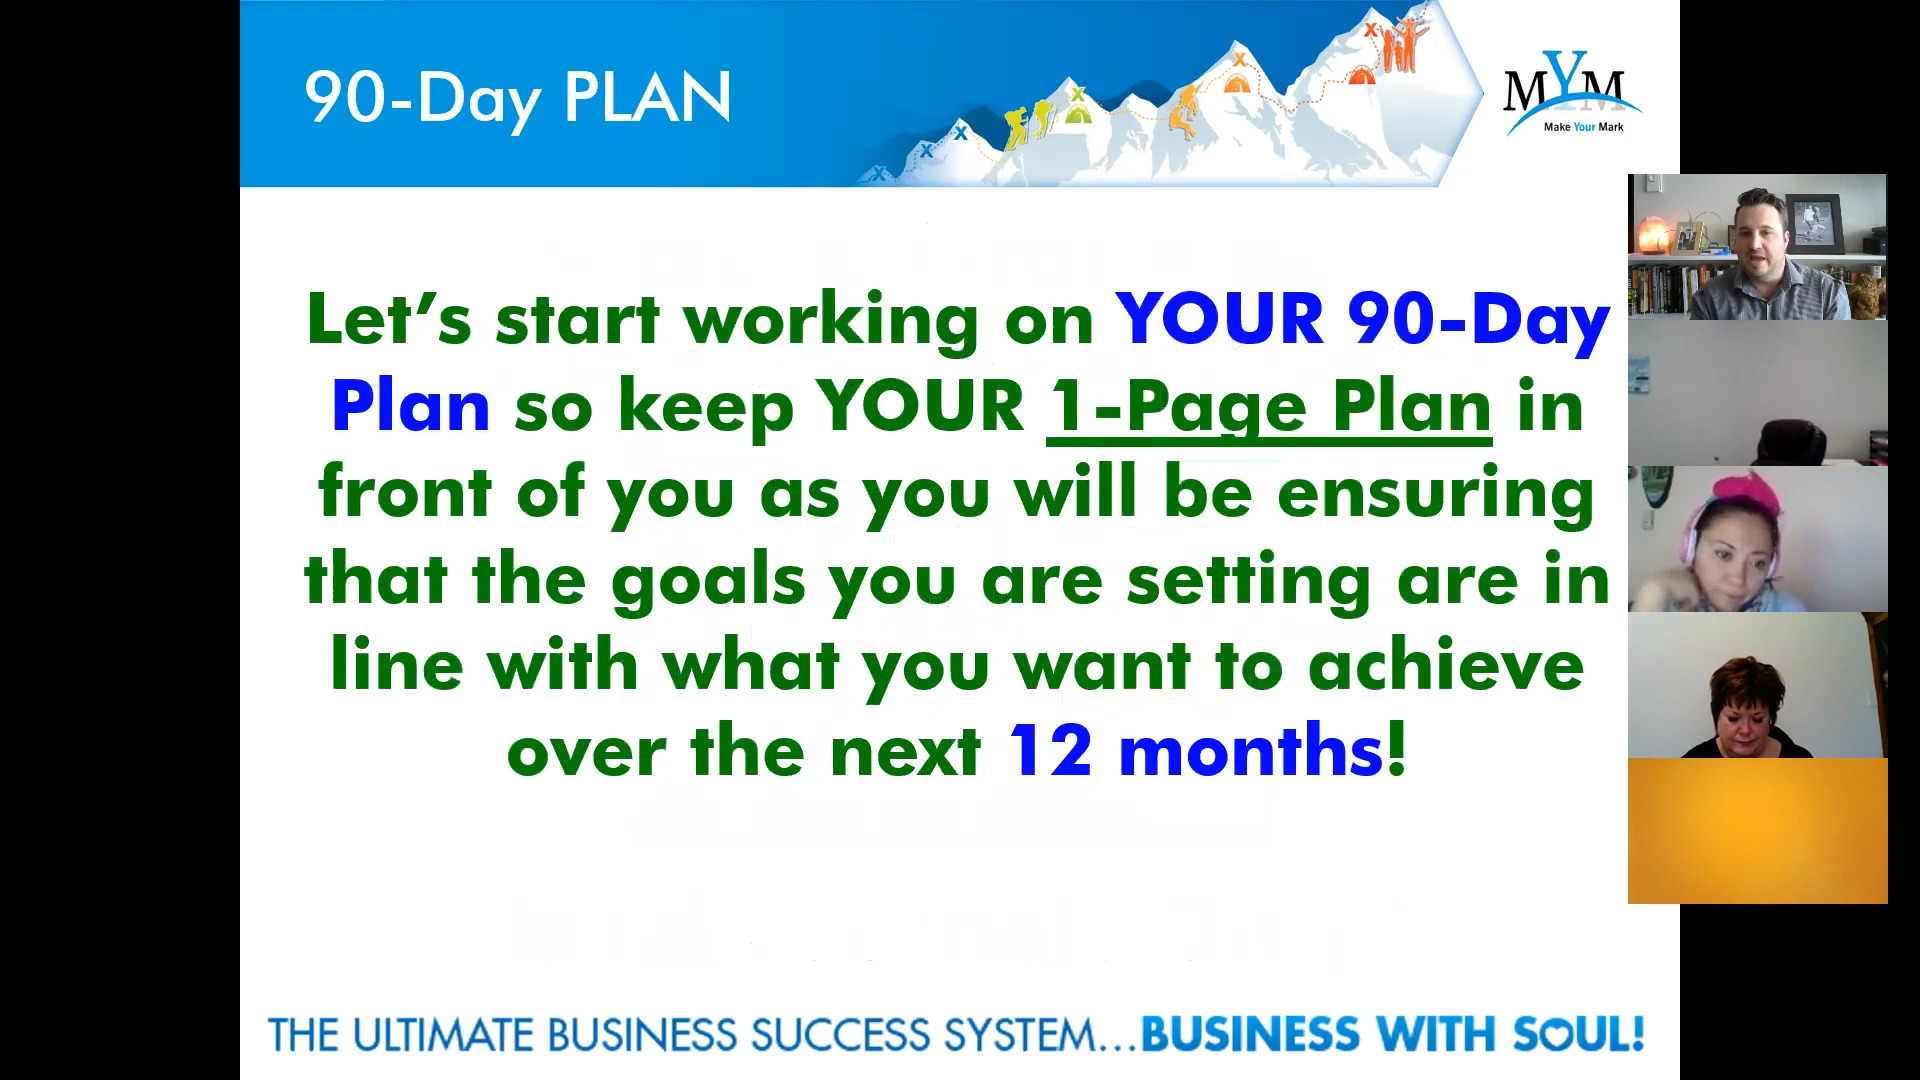 90-Day PLAN
MYM
Make Your Mark
Let’s start working on YOUR 90-Day
Plan so keep YOUR 1-Page Plan in
front of you as you will be ensuring
that the goals you are setting are in
line with what you want to achieve
over the next 12 months!
THE ULTIMATE BUSINESS SUCCESS SYSTEM...BUSINESS WITH SOUL!